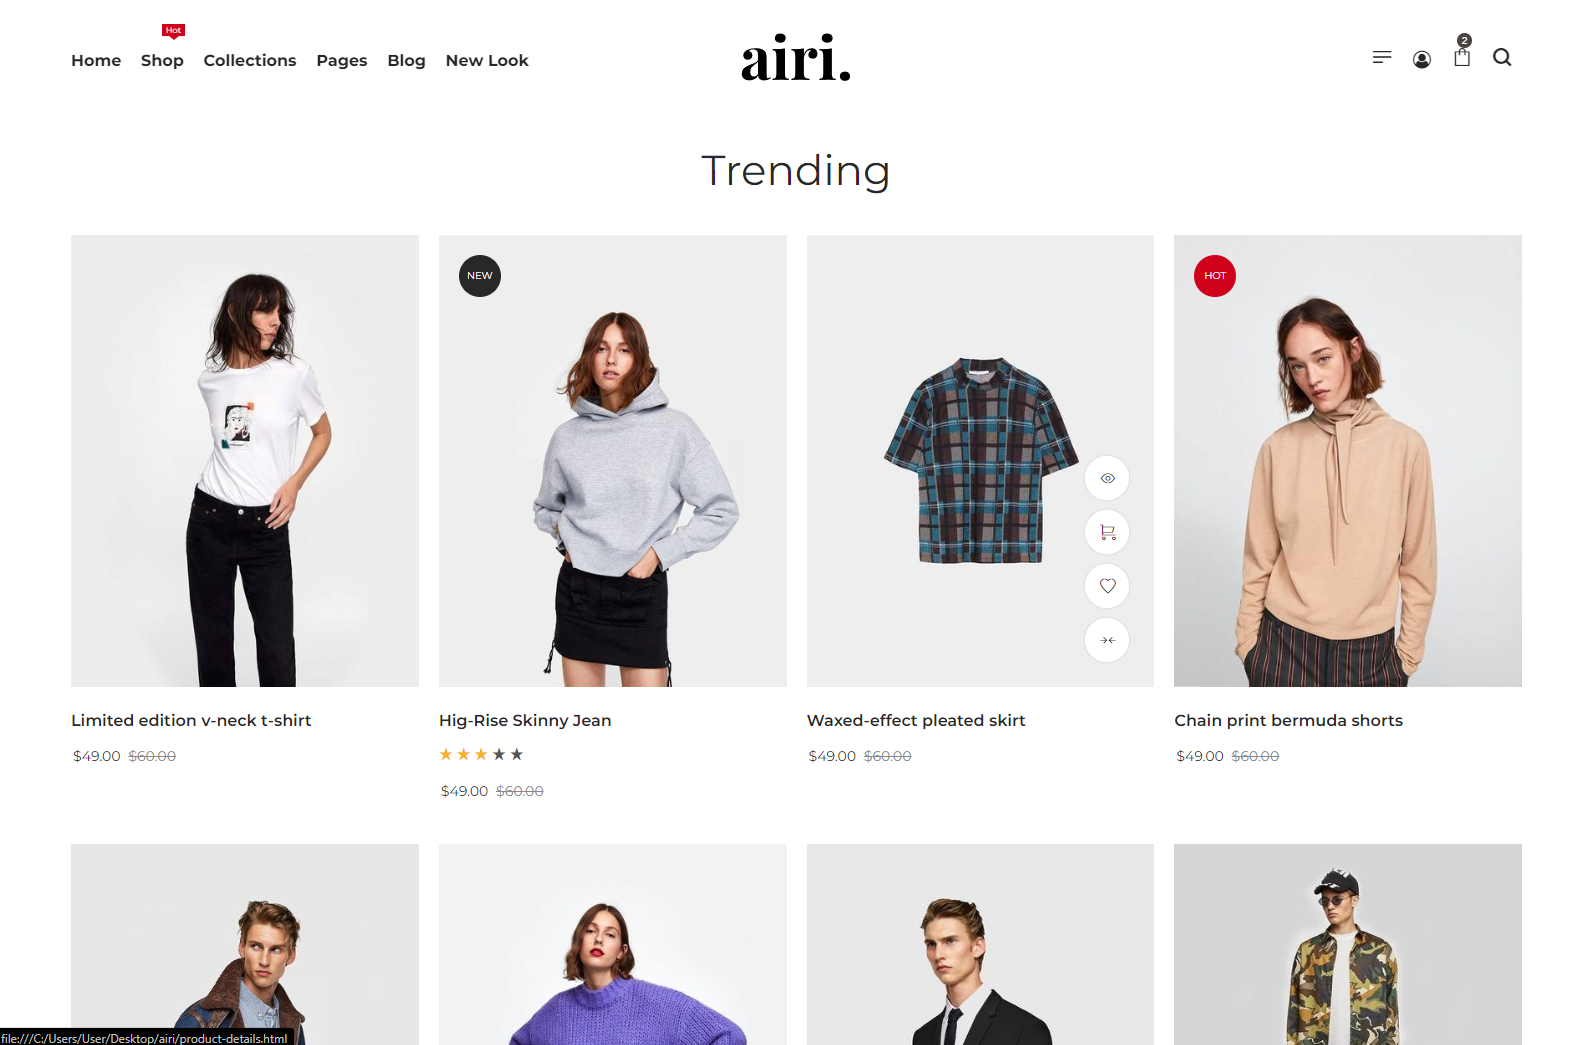 Hot
Home Shop Collections Pages Blog New Look
airi.
2
Trending
NEW
HOT
Limited edition v-neck t-shirt
$49.00 $60.00
Hig-Rise Skinny Jean
$49.00 $60.00
Waxed-effect pleated skirt
$49.00 $60.00
Chain print bermuda shorts
$49.00 $60.00
file:///C:/Users/User/Desktop/airi/product-details.html